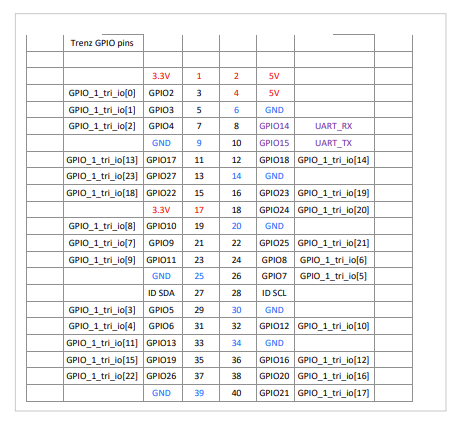 Trenz GPIO pins
3.3V 1 2 5V
GPIO_1_tri_io[0] GPIO2 3 4 5V
GPIO_1_tri_io[1] GPIO3 5 6 GND
GPIO_1_tri_io[2] GPIO4 7 8 GPIO14 UART_RX
GND 9 10 GPIO15 UART_TX
GPIO_1_tri_io[13] GPIO17 11 12 GPIO18 GPIO_1_tri_io[14]
GPIO_1_tri_io[23] GPIO27 13 14 GND
GPIO_1_tri_io[18] GPIO22 15 16 GPIO23 GPIO_1_tri_io[19]
3.3V 17 18 GPIO24 GPIO_1_tri_io[20]
GPIO_1_tri_io[8] GPIO10 19 20 GND
GPIO_1_tri_io[7] GPIO9 21 22 GPIO25 GPIO_1_tri_io[21]
GPIO_1_tri_io[9] GPIO11 23 24 GPIO8 GPIO_1_tri_io[6]
GND 25 26 GPIO7 GPIO_1_tri_io[5]
ID SDA 27 28 ID SCL
GPIO_1_tri_io[3] GPIO5 29 30 GND
GPIO_1_tri_io[4] GPIO6 31 32 GPIO12 GPIO_1_tri_io[10]
GPIO_1_tri_io[11] GPIO13 33 34 GND
GPIO_1_tri_io[15] GPIO19 35 36 GPIO16 GPIO_1_tri_io[12]
GPIO_1_tri_io[22] GPIO26 37 38 GPIO20 GPIO_1_tri_io[16]
GND 39 40 GPIO21 GPIO_1_tri_io[17]